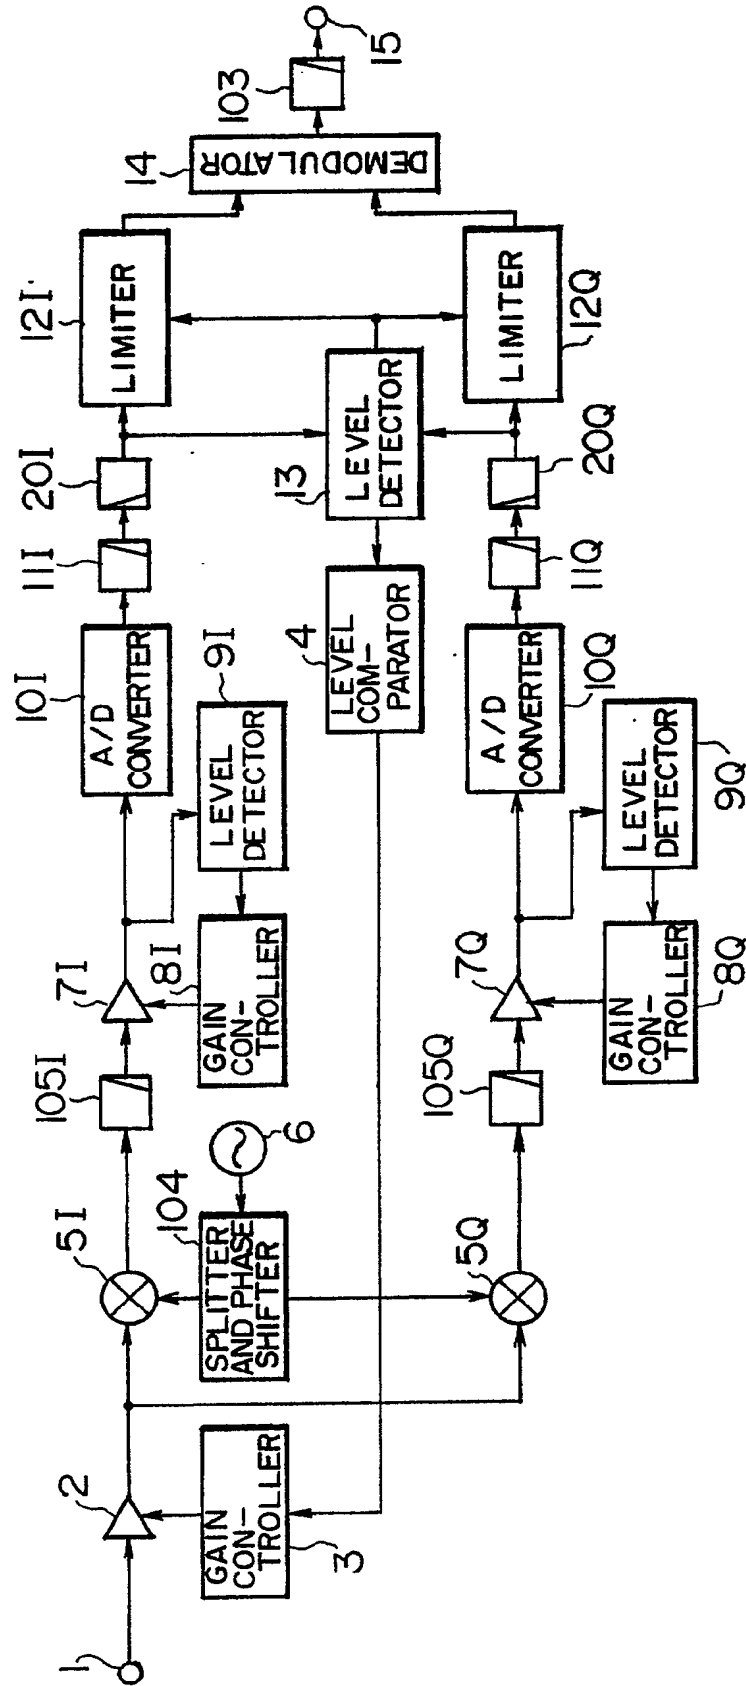 1
2
GAIN
CON-
TROLLER
3
5I
SPLITTER
AND PHASE
SHIFTER
104
6
5Q
105I
7I
GAIN
CON-
TROLLER
8I
LEVEL
DETECTOR
9I
A/D
CONVERTER
10I
11I
20I
LIMITER
12I
LEVEL
COM-
PARATOR
4
LEVEL
DETECTOR
13
105Q
7Q
GAIN
CON-
TROLLER
8Q
LEVEL
DETECTOR
9Q
A/D
CONVERTER
10Q
11Q
20Q
LIMITER
12Q
DEMODULATOR
14
103
15